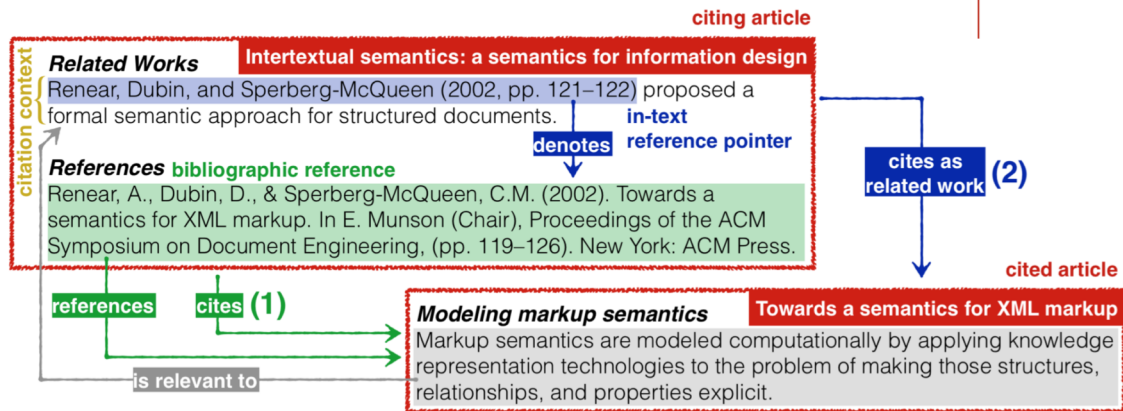 citing article
citation context
Intertextual semantics: a semantics for information design
Related Works
Renear, Dubin, and Sperberg-McQueen (2002, pp. 121–122) proposed a
formal semantic approach for structured documents.
in-text
reference pointer
denotes
cites as
related work (2)
References bibliographic reference
Renear, A., Dubin, D., & Sperberg-McQueen, C.M. (2002). Towards a
semantics for XML markup. In E. Munson (Chair), Proceedings of the ACM
Symposium on Document Engineering, (pp. 119–126). New York: ACM Press.
cited article
references
cites (1)
Modeling markup semantics
Towards a semantics for XML markup
Markup semantics are modeled computationally by applying knowledge
representation technologies to the problem of making those structures,
relationships, and properties explicit.
is relevant to